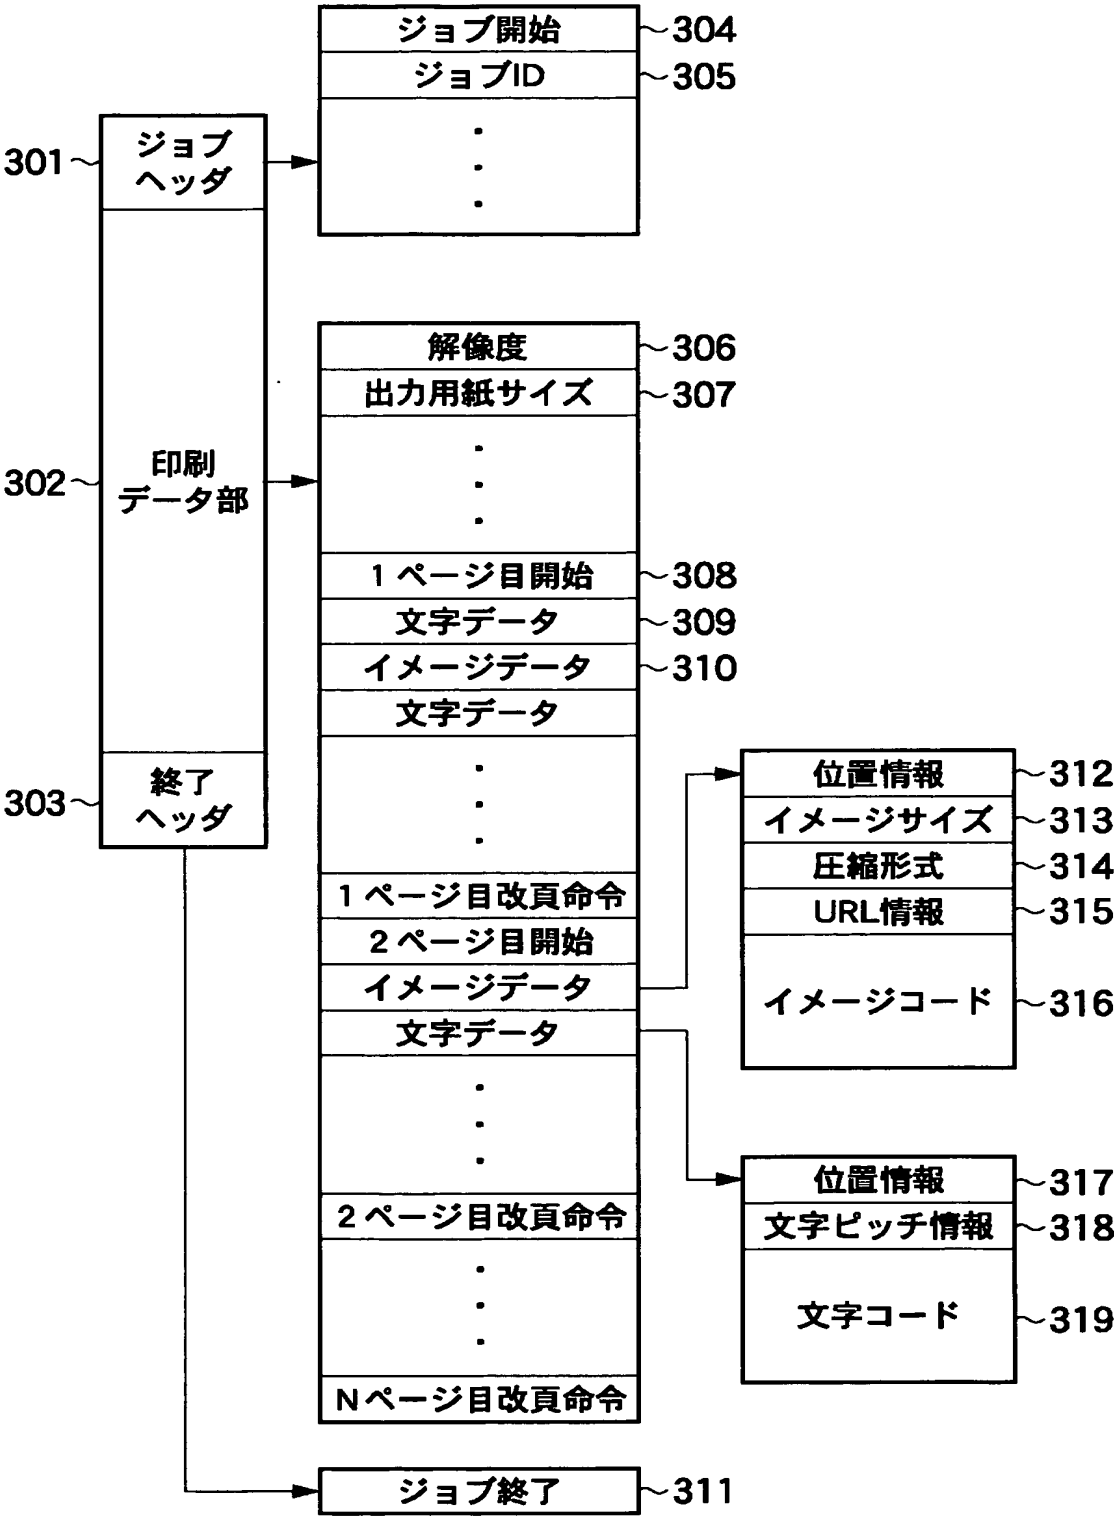 ジョブ開始 304
ジョブID 305
301 ジョブ
ヘッダ
302 印刷
データ部
303 終了
ヘッダ
解像度 306
出力用紙サイズ 307
1ページ目開始 308
文字データ 309
イメージデータ 310
文字データ
1ページ目改頁命令
2ページ目開始
イメージデータ
文字データ
2ページ目改頁命令
Nページ目改頁命令
位置情報 312
イメージサイズ 313
圧縮形式 314
URL情報 315
イメージコード 316
位置情報 317
文字ピッチ情報 318
文字コード 319
ジョブ終了 311